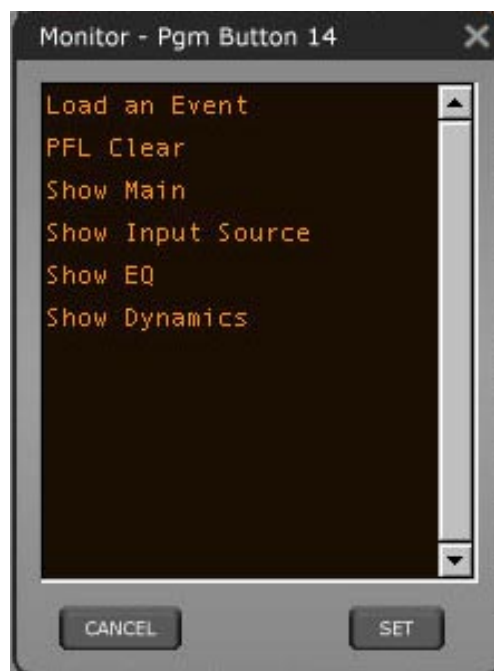 Monitor - Pgm Button 14
Load an Event
PFL Clear
Show Main
Show Input Source
Show EQ
Show Dynamics
CANCEL
SET